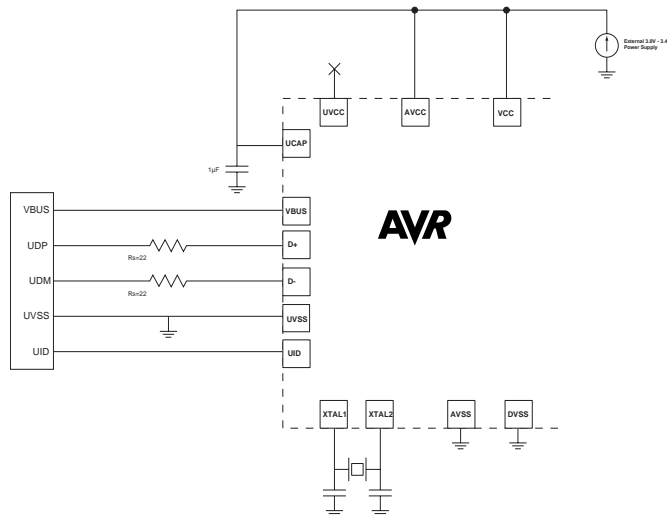 External 3.0V - 3.4
Power Supply
UVCC
AVCC
VCC
UCAP
1µF
VBUS
VBUS
UDP
Rs=22
D+
UDM
Rs=22
D-
UVSS
UVSS
UID
UID
AVR
XTAL1
XTAL2
AVSS
DVSS